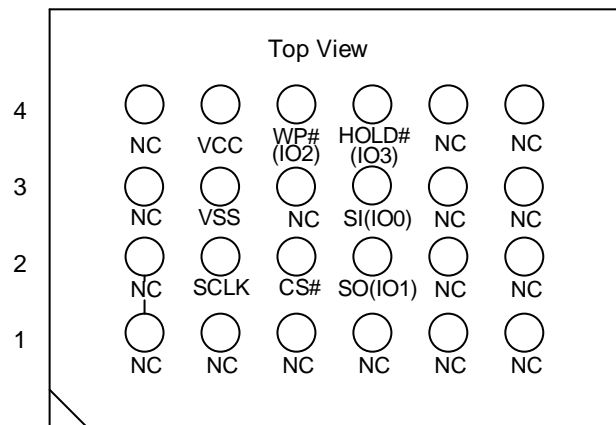 Top View
4
NC VCC WP# (IO2) HOLD# (IO3) NC NC
3
NC VSS NC SI(IO0) NC NC
2
NC SCLK CS# SO(IO1) NC NC
1
NC NC NC NC NC NC